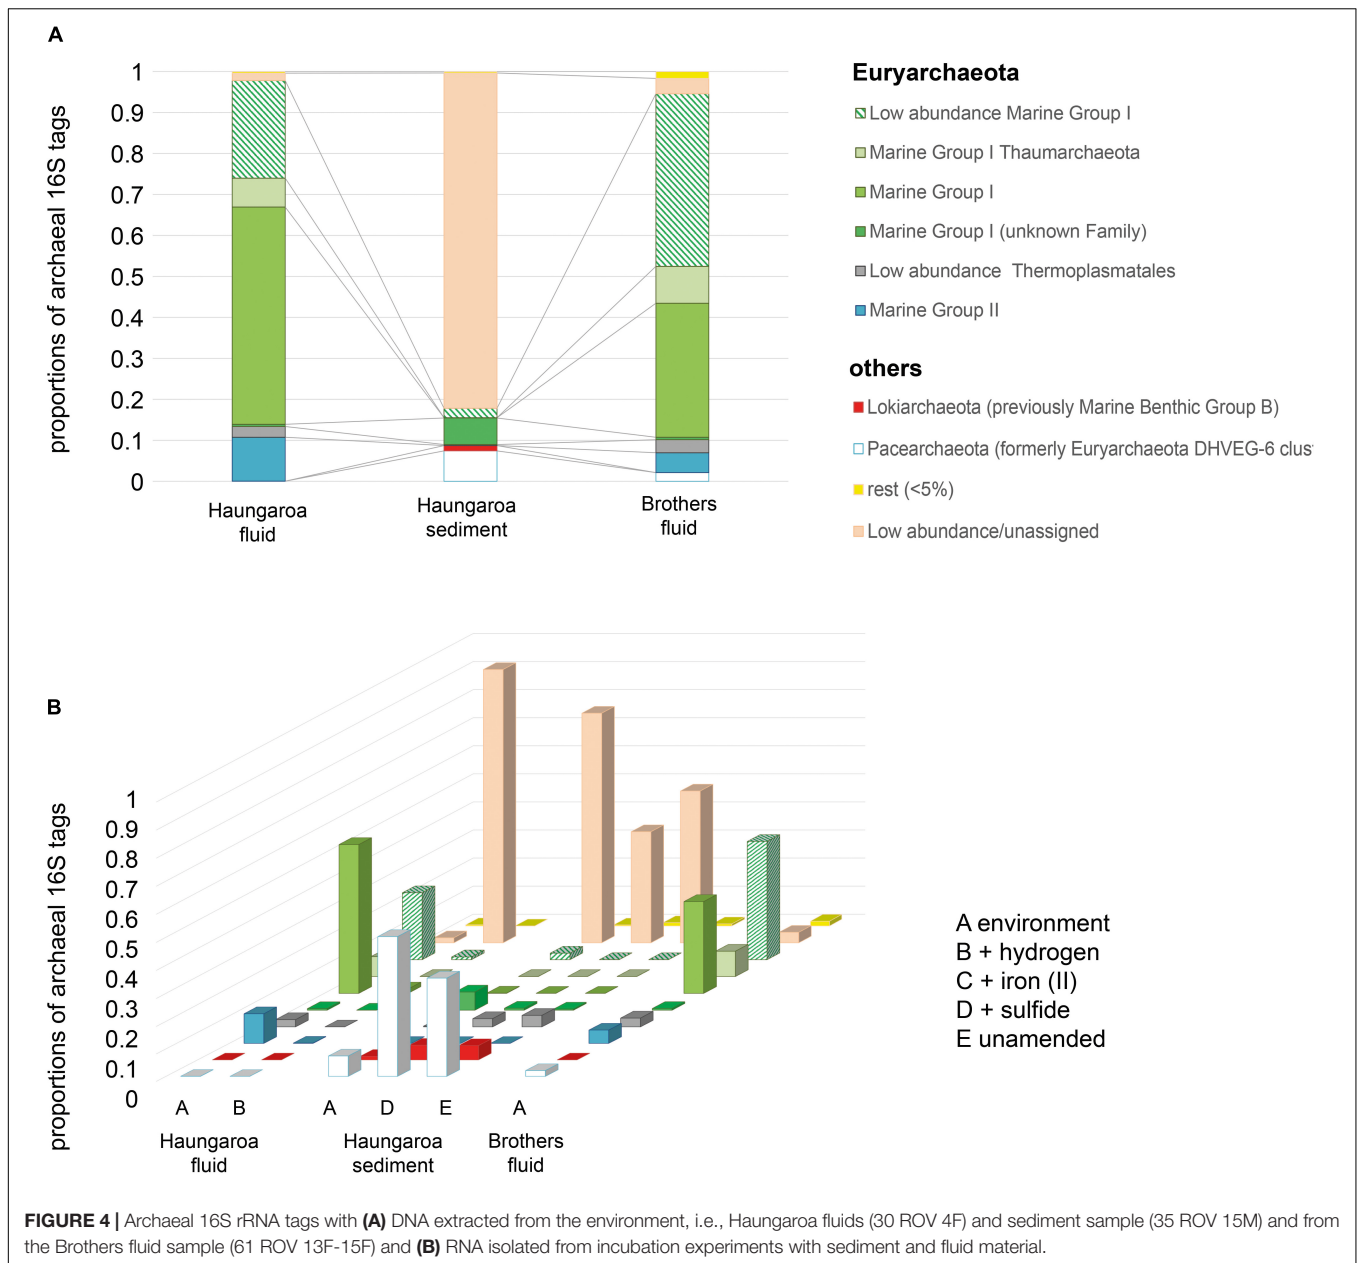 A
proportions of archaeal 16S tags
1
0.9
0.8
0.7
0.6
0.5
0.4
0.3
0.2
0.1
0
Haungaroa
fluid
Haungaroa
sediment
Brothers
fluid
Euryarchaeota
Low abundance Marine Group I
Marine Group I Thaumarchaeota
Marine Group I
Marine Group I (unknown Family)
Low abundance Thermoplasmatales
Marine Group II
others
Lokiarchaeota (previously Marine Benthic Group B)
Pacearchaeota (formerly Euryarchaeota DHVEG-6 clus
rest (<5%)
Low abundance/unassigned
B
proportions of archaeal 16S tags
1
0.9
0.8
0.7
0.6
0.5
0.4
0.3
0.2
0.1
0
A B A D E A
Haungaroa
fluid
Haungaroa
sediment
Brothers
fluid
A environment
B + hydrogen
C + iron (II)
D + sulfide
E unamended
FIGURE 4 | Archaeal 16S rRNA tags with (A) DNA extracted from the environment, i.e., Haungaroa fluids (30 ROV 4F) and sediment sample (35 ROV 15M) and from
the Brothers fluid sample (61 ROV 13F-15F) and (B) RNA isolated from incubation experiments with sediment and fluid material.